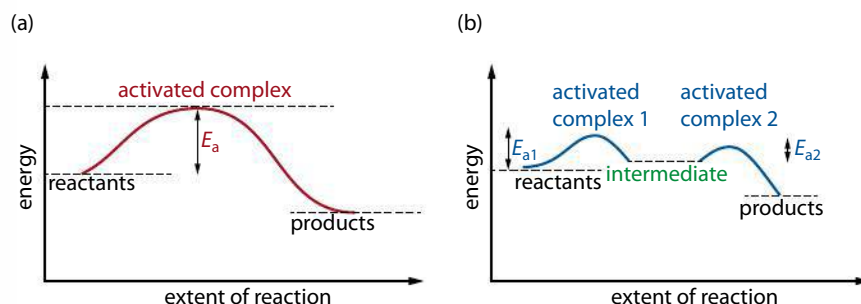 (a)
energy
activated complex
Ea
reactants
products
extent of reaction
(b)
energy
activated
complex 1
activated
complex 2
Ea1
Ea2
reactants
intermediate
products
extent of reaction